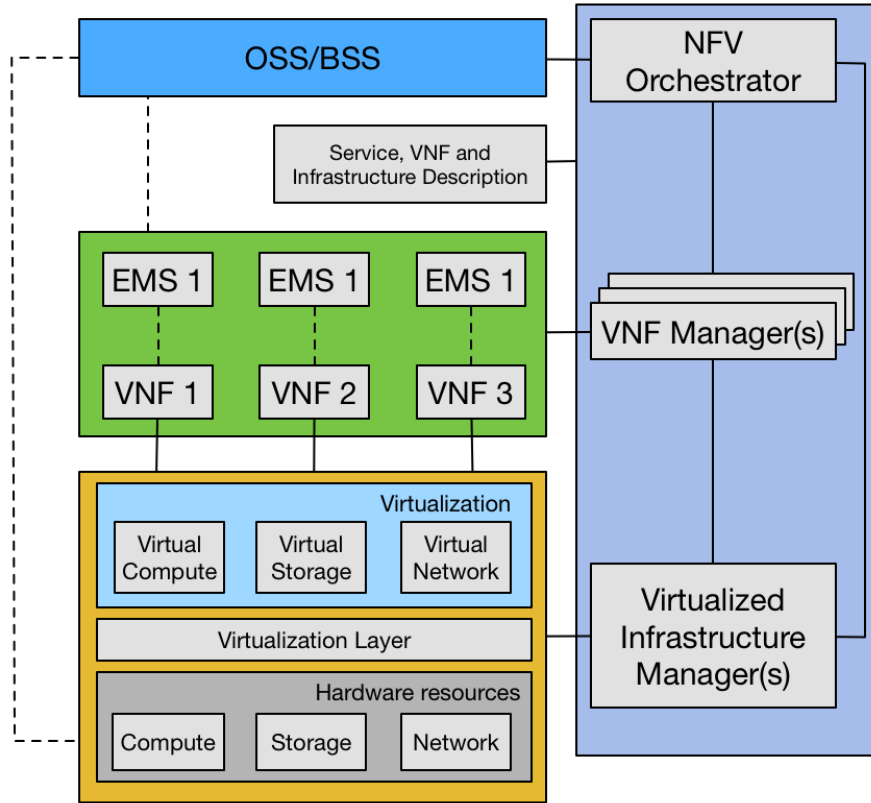 OSS/BSS
NFV
Orchestrator
Service, VNF and
Infrastructure Description
EMS 1
EMS 1
EMS 1
VNF Manager(s)
VNF 1
VNF 2
VNF 3
Virtualization
Virtual
Compute
Virtual
Storage
Virtual
Network
Virtualization Layer
Virtualized
Infrastructure
Manager(s)
Hardware resources
Compute
Storage
Network